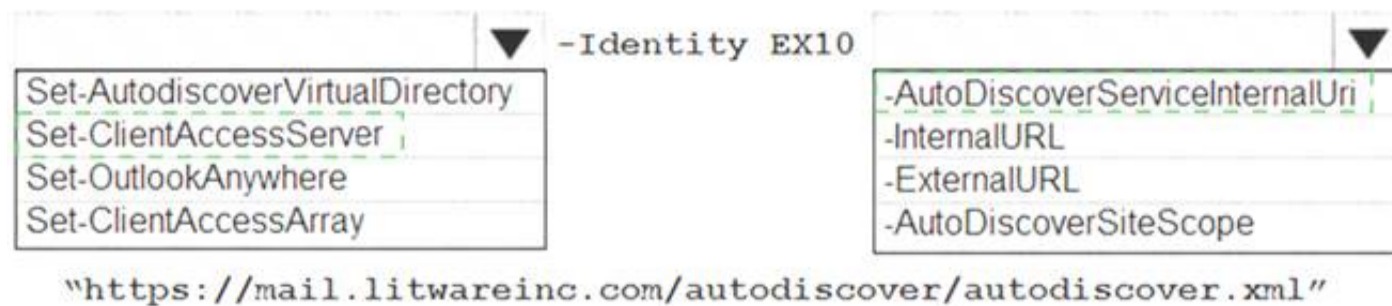 -Identity EX10
Set-AutodiscoverVirtualDirectory
Set-ClientAccessServer
Set-OutlookAnywhere
Set-ClientAccessArray
-AutoDiscoverServiceInternalUri
-InternalURL
-ExternalURL
-AutoDiscoverSiteScope
"https://mail.litwareinc.com/autodiscover/autodiscover.xml"